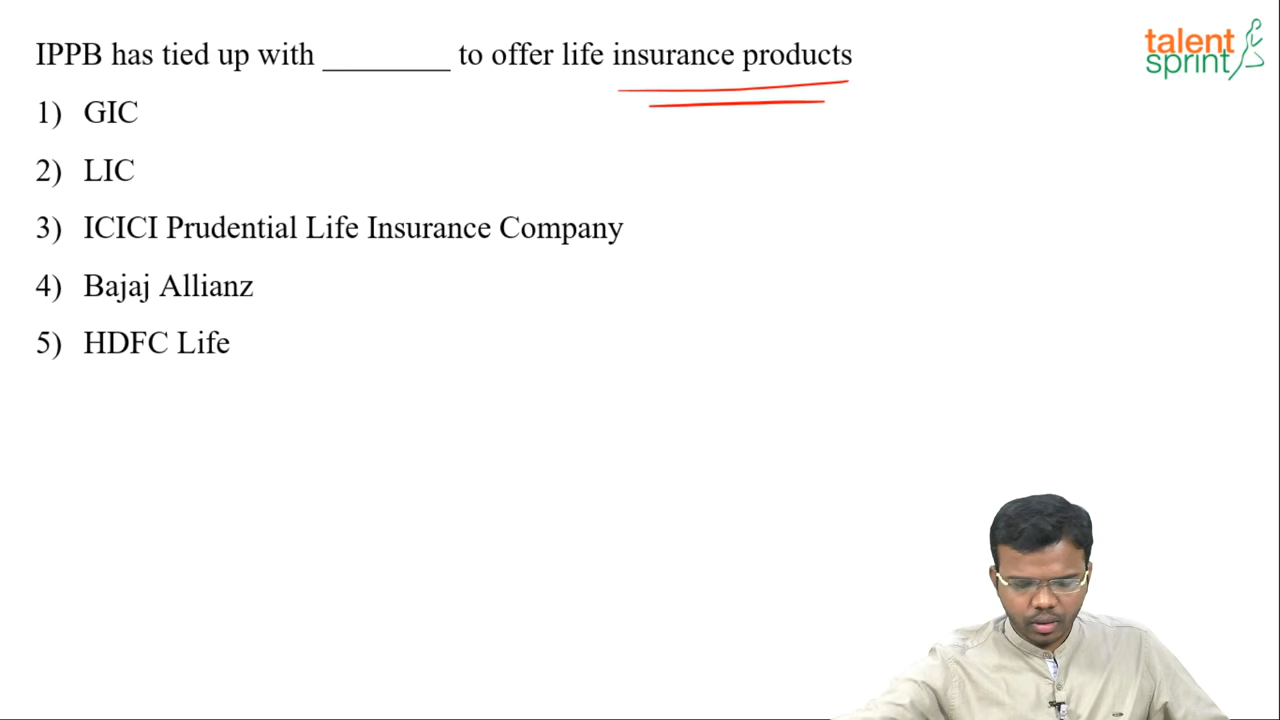 IPPB has tied up with ________ to offer life insurance products
talent
sprint
1) GIC
2) LIC
3) ICICI Prudential Life Insurance Company
4) Bajaj Allianz
5) HDFC Life